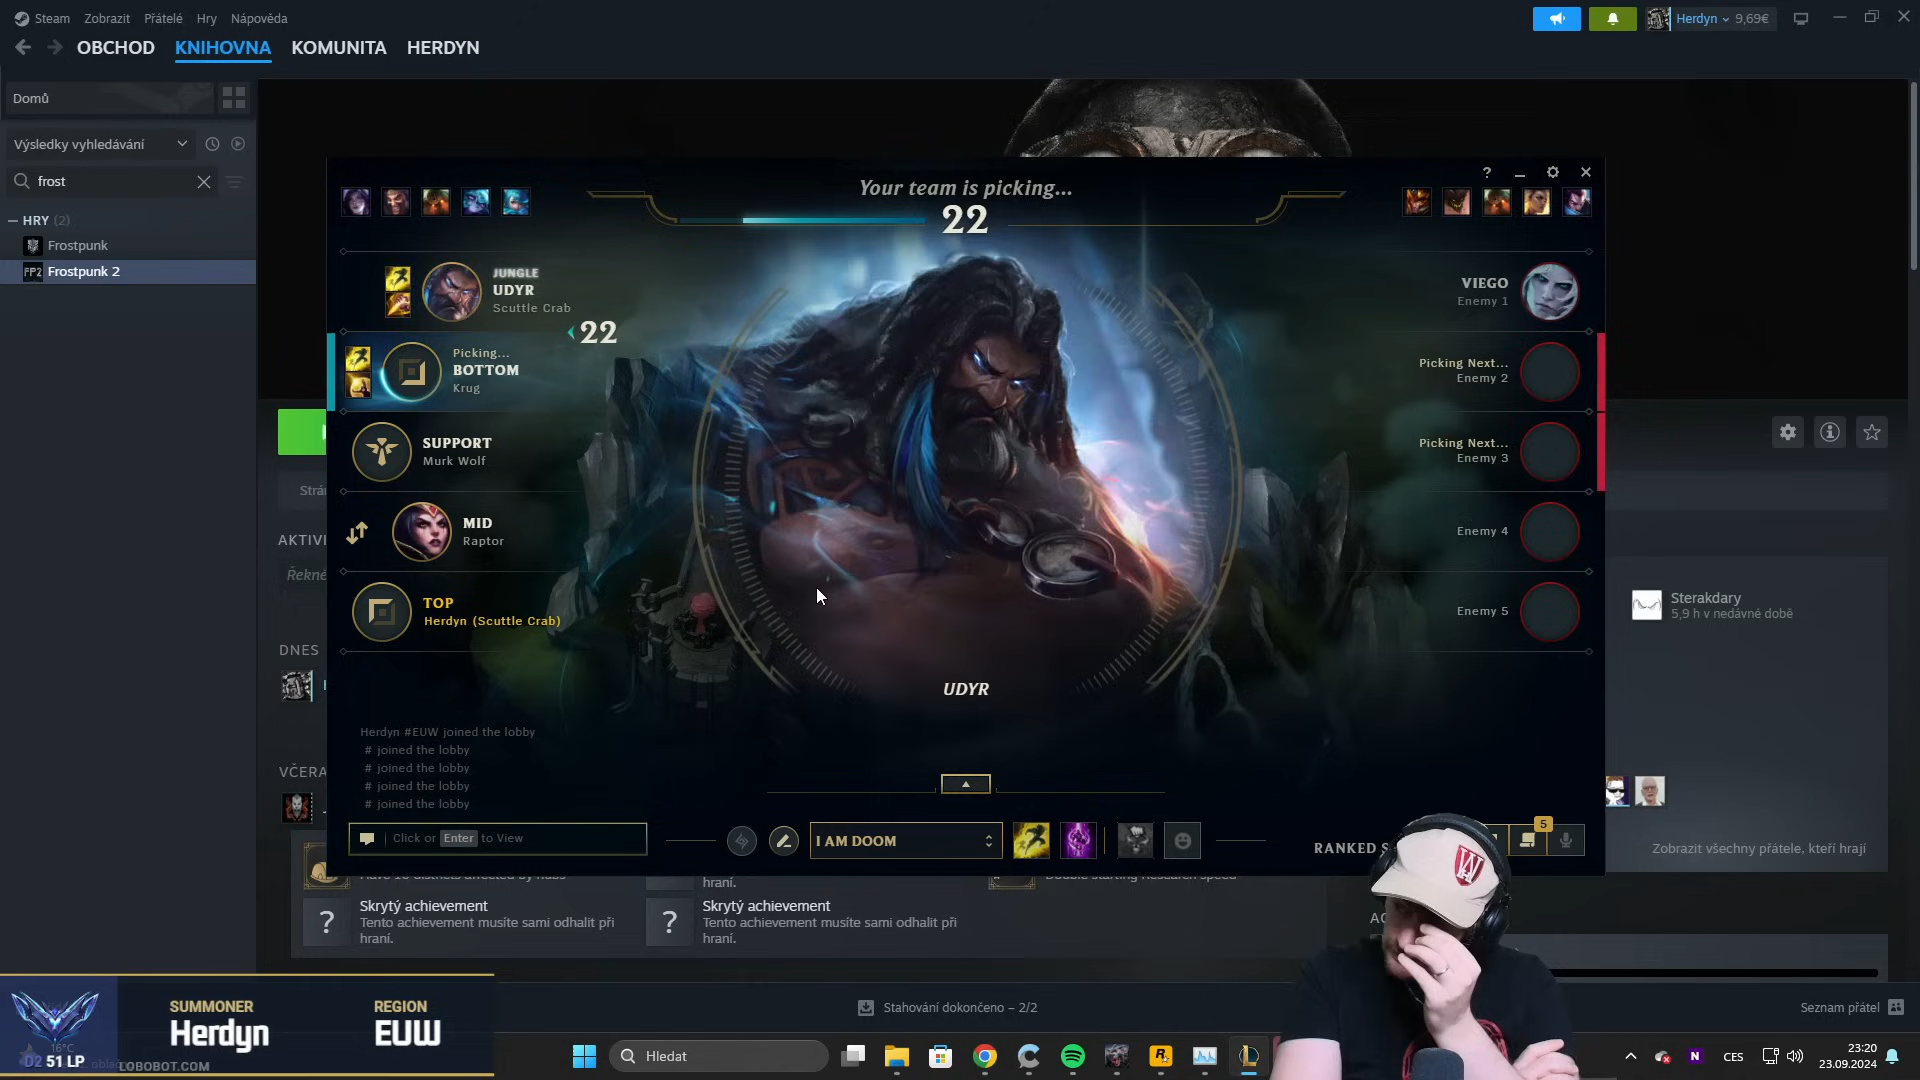 Steam Zobrazit Přátelé Hry Nápověda
Herdyn 9,69€
OBCHOD KNIHOVNA KOMUNITA HERDYN
Domů
Výsledky vyhledávání
frost
HRY (2)
Frostpunk
FP2 Frostpunk 2
Your team is picking...
22
JUNGLE
UDYR
Scuttle Crab
22
Picking...
BOTTOM
Krug
SUPPORT
Murk Wolf
MID
Raptor
TOP
Herdyn (Scuttle Crab)
VIEGO
Enemy 1
Picking Next...
Enemy 2
Picking Next...
Enemy 3
Enemy 4
Enemy 5
UDYR
Herdyn #EUW joined the lobby
# joined the lobby
# joined the lobby
# joined the lobby
# joined the lobby
Click or Enter to View
I AM DOOM
RANKED S
5
DNES
Sterakdary
5,9 h v nedávné době
Zobrazit všechny přátele, kteří hrají
hraní.
Skrytý achievement
Tento achievement musíte sami odhalit při
hraní.
Skrytý achievement
Tento achievement musíte sami odhalit při
hraní.
SUMMONER
Herdyn
REGION
EUW
16°C
D2 51 LP
LOBOBOT.COM
Stahování dokončeno – 2/2
Seznam přátel
Hledat
CES
23:20
23.09.2024